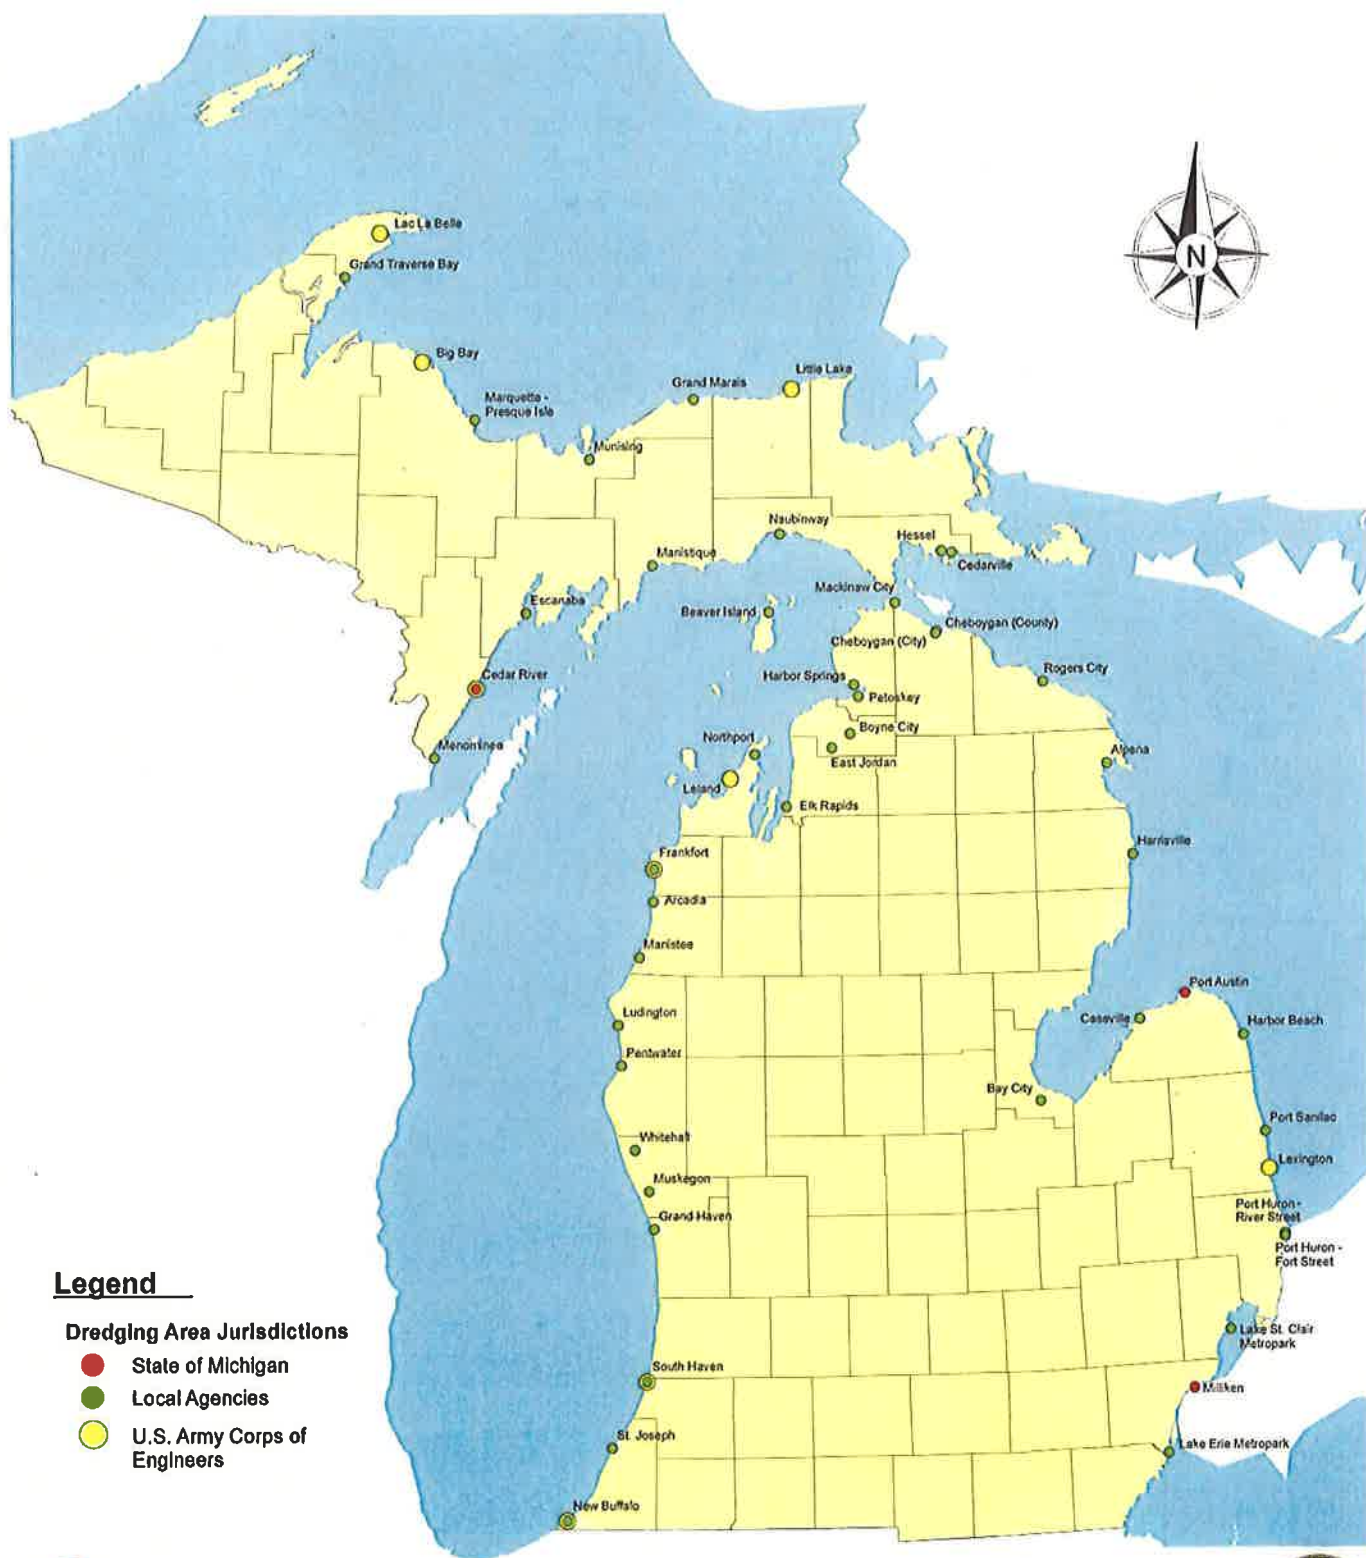 Lac La Belle
Grand Traverse Bay
N
Big Bay
Little Lake
Grand Marais
Marquette -
Presque Isle
Munising
Naubinway
Hessel
Manistique
Cedarville
Mackinaw City
Escanaba
Beaver Island
Cheboygan (County)
Cheboygan (City)
Rogers City
Cedar River
Harbor Springs
Petoskey
Boyne City
Northport
Menominee
Alpena
East Jordan
Leland
Elk Rapids
Harrisville
Frankfort
Arcadia
Manistee
Port Austin
Ludington
Caseville
Harbor Beach
Pentwater
Bay City
Port Sanilac
Whitehall
Lexington
Muskegon
Port Huron -
River Street
Grand Haven
Port Huron -
Fort Street
Legend
Lake St. Clair
Metropark
Dredging Area Jurisdictions
State of Michigan
South Haven
Milliken
Local Agencies
U.S. Army Corps of
Engineers
St. Joseph
Lake Erie Metropark
New Buffalo